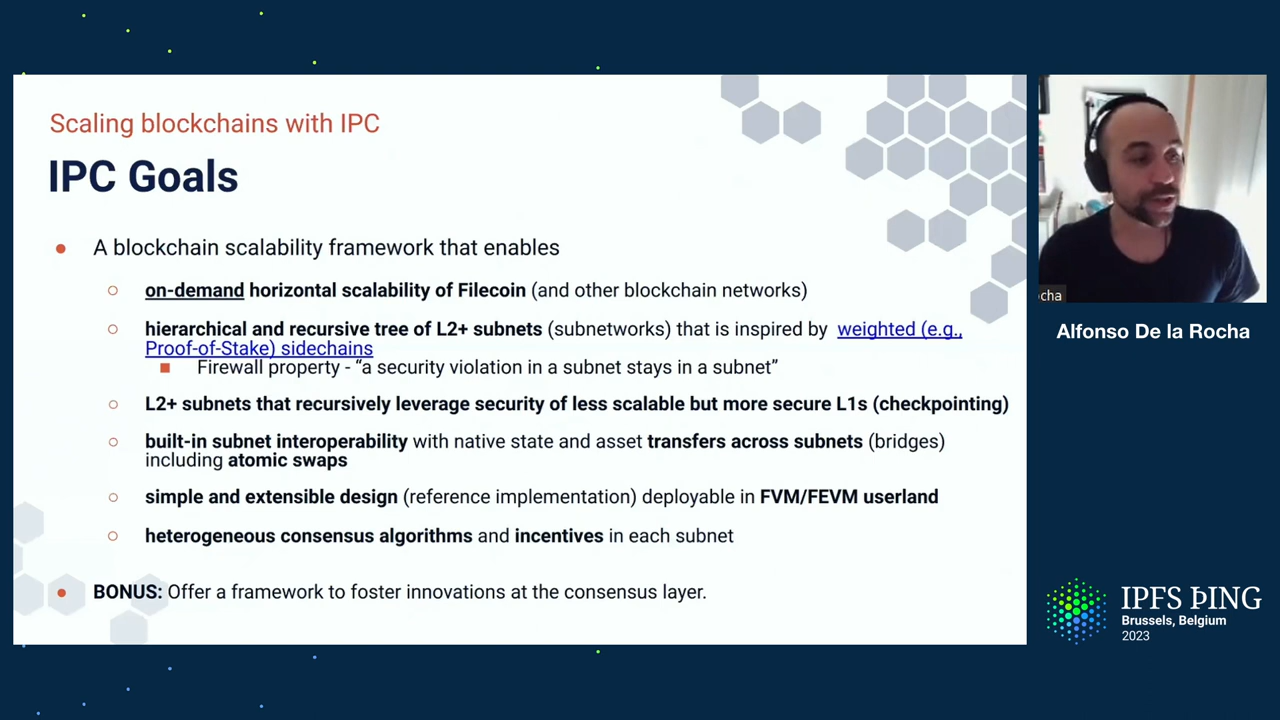 Scaling blockchains with IPC
IPC Goals
A blockchain scalability framework that enables
on-demand horizontal scalability of Filecoin (and other blockchain networks)
hierarchical and recursive tree of L2+ subnets (subnetworks) that is inspired by weighted (e.g.,
Proof-of-Stake) sidechains
Firewall property - “a security violation in a subnet stays in a subnet”
L2+ subnets that recursively leverage security of less scalable but more secure L1s (checkpointing)
built-in subnet interoperability with native state and asset transfers across subnets (bridges)
including atomic swaps
simple and extensible design (reference implementation) deployable in FVM/FEVM userland
heterogeneous consensus algorithms and incentives in each subnet
BONUS: Offer a framework to foster innovations at the consensus layer.
cha
Alfonso De la Rocha
IPFS ÞING
Brussels, Belgium
2023